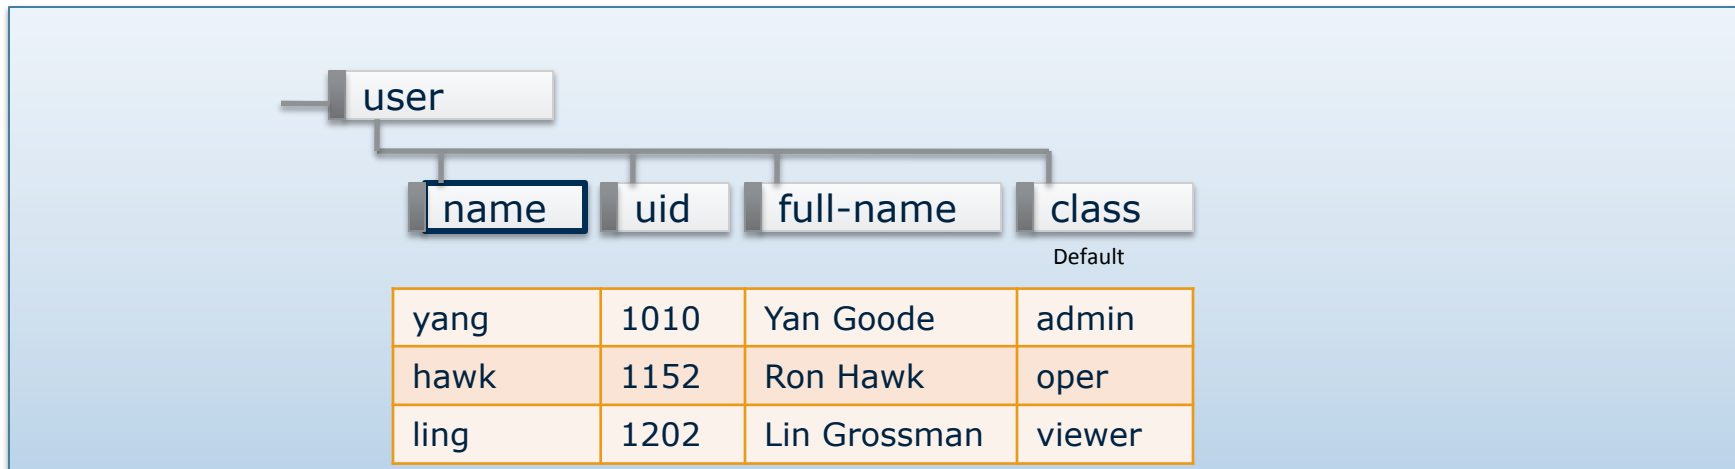 user
name uid full-name class
Default
yang 1010 Yan Goode admin
hawk 1152 Ron Hawk oper
ling 1202 Lin Grossman viewer